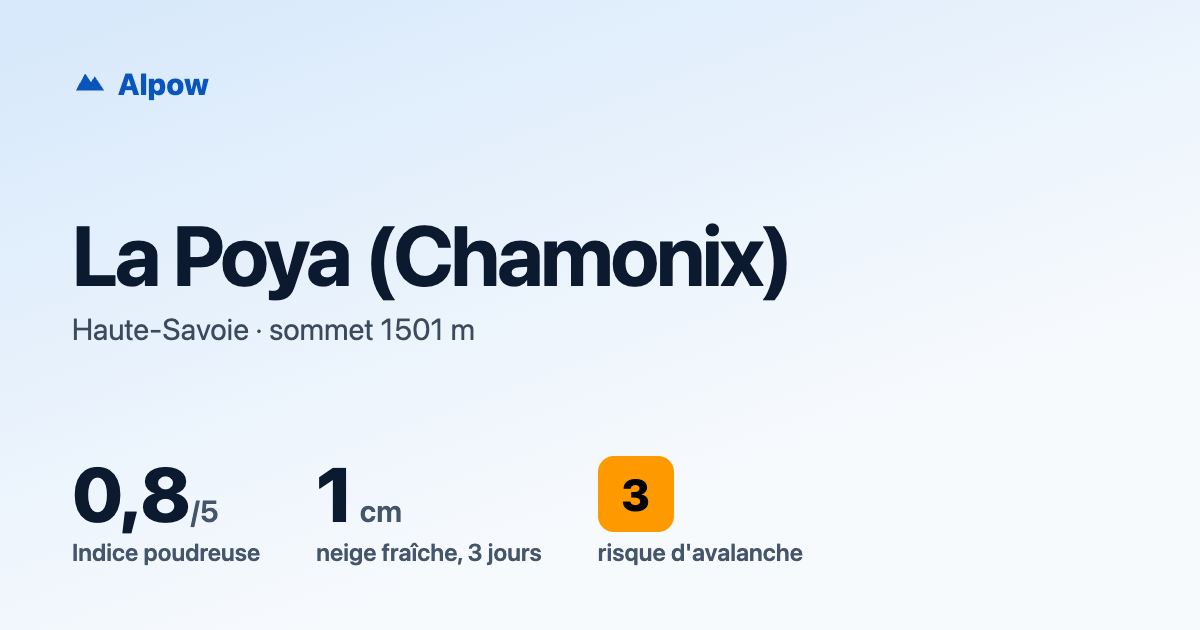 Alpow
La Poya (Chamonix)
Haute-Savoie · sommet 1501 m
0,8/5
Indice poudreuse
1 cm
neige fraîche, 3 jours
3
risque d'avalanche